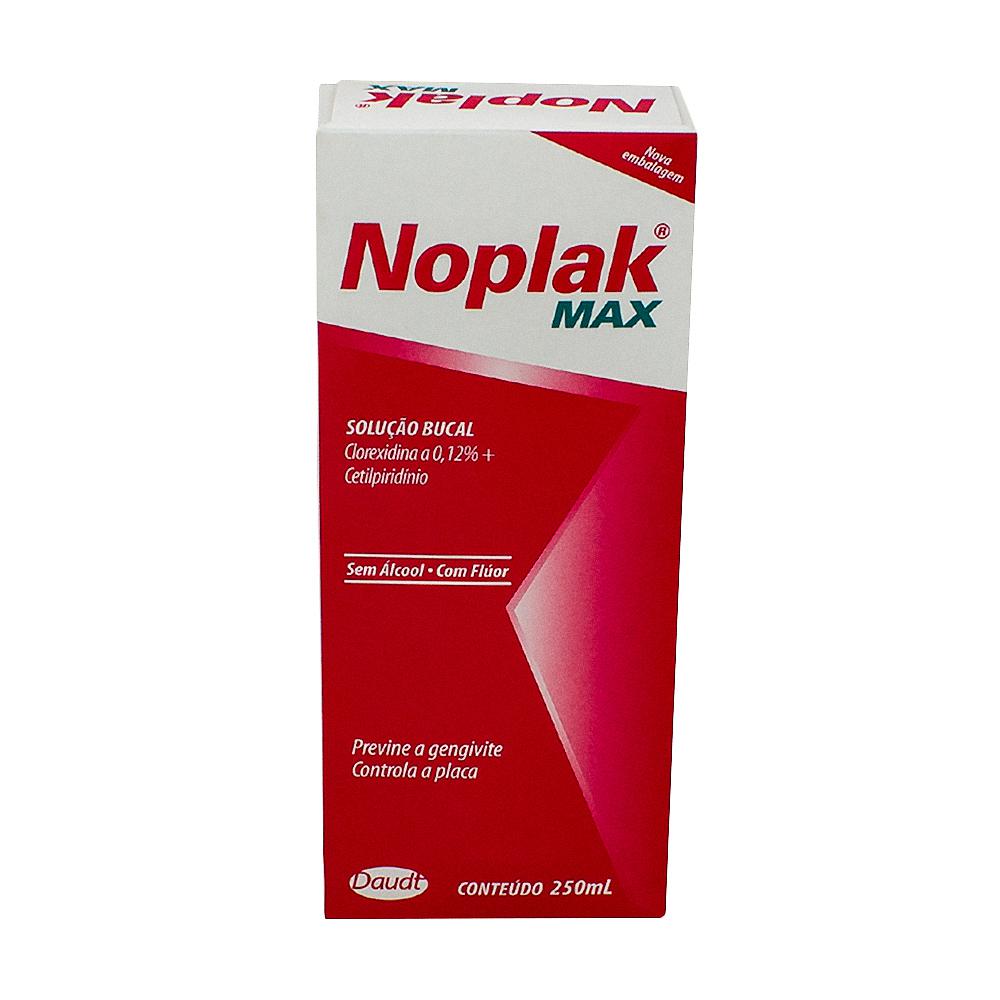 Noplak®
MAX
Nova
embalagem
Noplak®
MAX
SOLUÇÃO BUCAL
Clorexidina a 0,12% +
Cetilpiridínio
Sem Álcool • Com Flúor
Previne a gengivite
Controla a placa
Daudt
CONTEÚDO 250mL